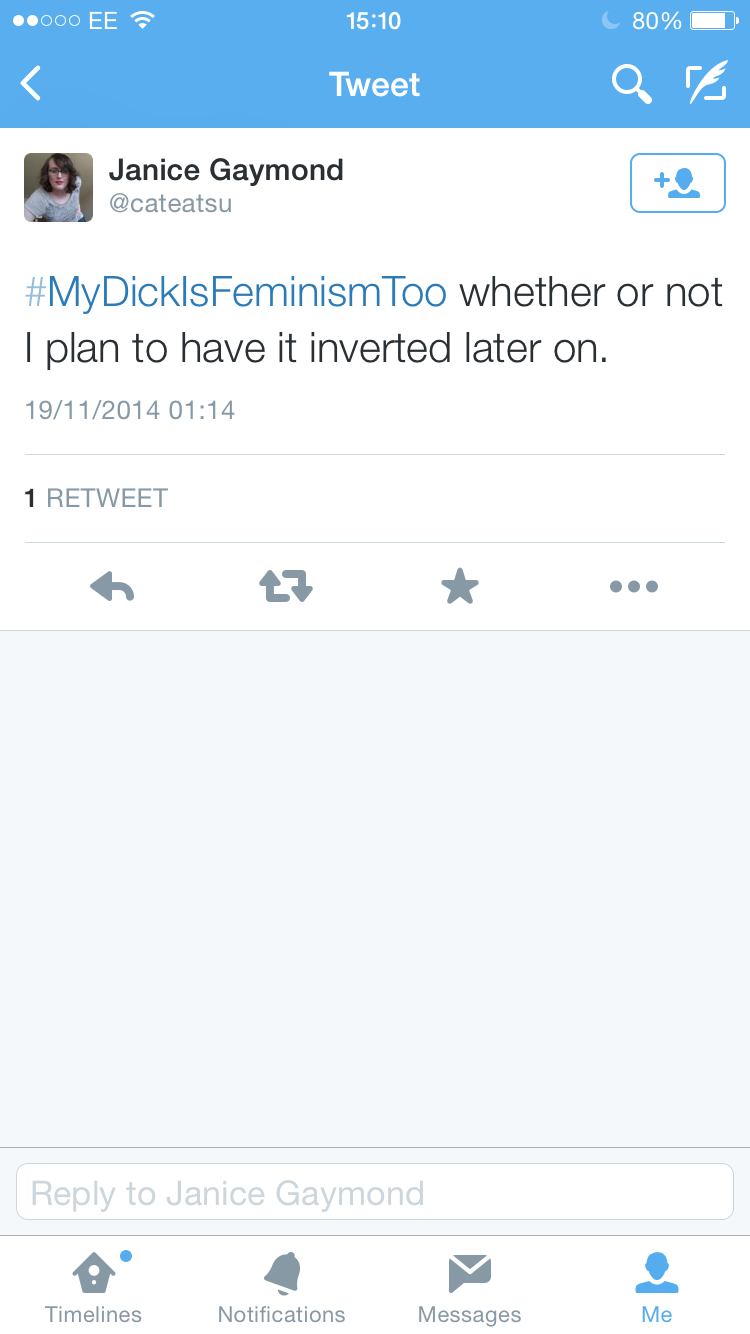 EE 15:10 80%
Tweet
Janice Gaymond
@cateatsu
#MyDickIsFeminismToo whether or not
I plan to have it inverted later on.
19/11/2014 01:14
1 RETWEET
Reply to Janice Gaymond
Timelines Notifications Messages Me